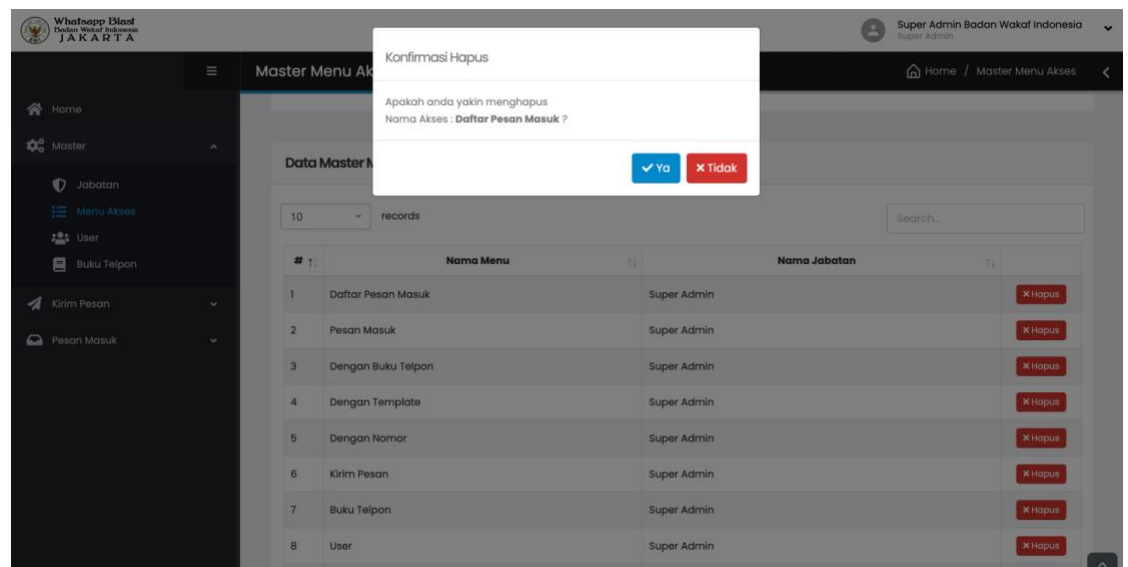 Whatsapp Blast
Badan Wakaf Indonesia
JAKARTA
Super Admin Badan Wakaf Indonesia
Super Admin
Master Menu Ak
Home / Master Menu Akses
Konfirmasi Hapus
Apakah anda yakin menghapus
Nama Akses : Daftar Pesan Masuk ?
Ya
Tidak
Home
Master
Jabatan
Menu Akses
User
Buku Telpon
Kirim Pesan
Pesan Masuk
Data Master M
10 records
Search...
# Nama Menu Nama Jabatan
1 Daftar Pesan Masuk Super Admin Hapus
2 Pesan Masuk Super Admin Hapus
3 Dengan Buku Telpon Super Admin Hapus
4 Dengan Template Super Admin Hapus
5 Dengan Nomor Super Admin Hapus
6 Kirim Pesan Super Admin Hapus
7 Buku Telpon Super Admin Hapus
8 User Super Admin Hapus